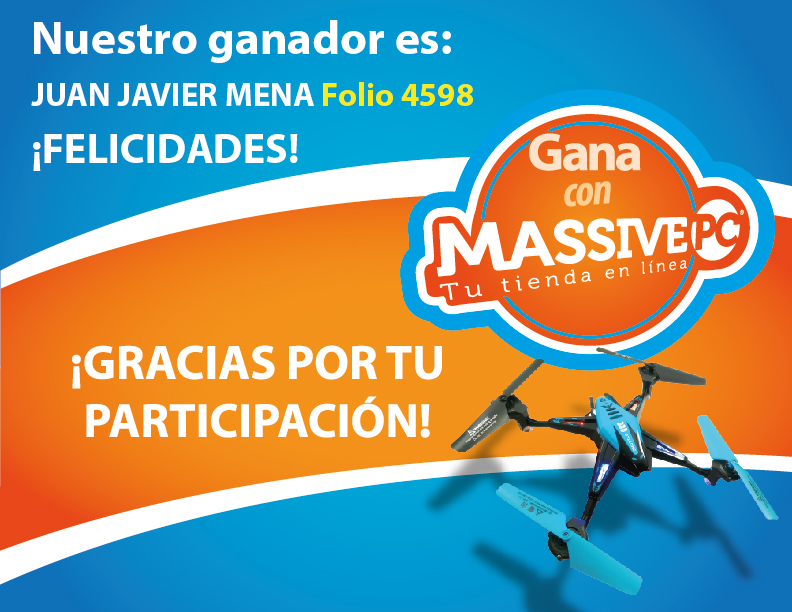 Nuestro ganador es:
JUAN JAVIER MENA Folio 4598
¡FELICIDADES!
Gana
con
MASSIVEPC®
Tu tienda en línea
¡GRACIAS POR TU
PARTICIPACIÓN!